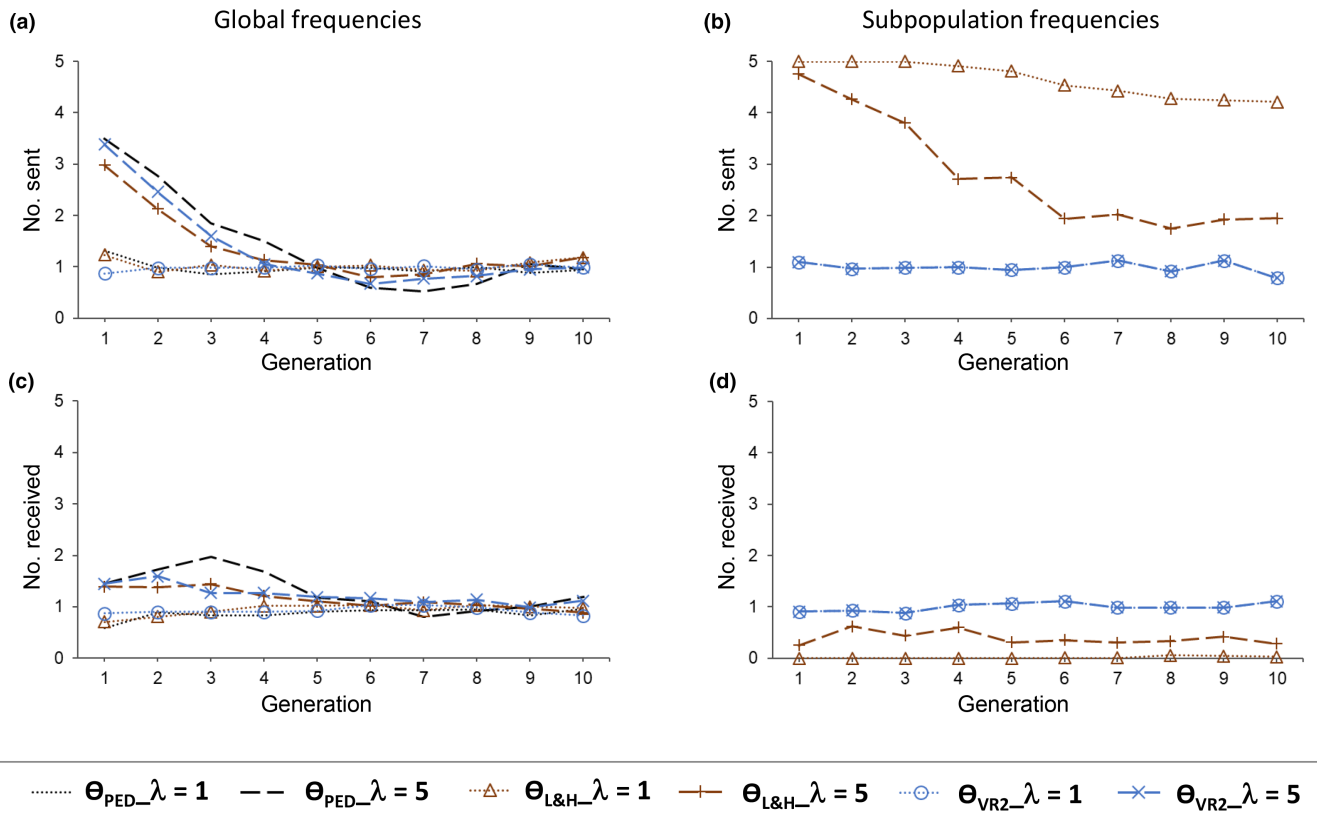 (a) Global frequencies
No. sent
5
4
3
2
1
0
1 2 3 4 5 6 7 8 9 10
Generation
(b) Subpopulation frequencies
No. sent
5
4
3
2
1
0
1 2 3 4 5 6 7 8 9 10
Generation
(c)
No. received
5
4
3
2
1
0
1 2 3 4 5 6 7 8 9 10
Generation
(d)
No. received
5
4
3
2
1
0
1 2 3 4 5 6 7 8 9 10
Generation
ϴPED_λ = 1 ϴPED_λ = 5 ϴL&H_λ = 1 ϴL&H_λ = 5 ϴVR2_λ = 1 ϴVR2_λ = 5